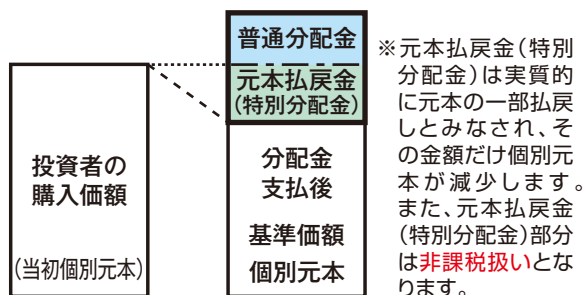 投資者の
購入価額
(当初個別元本)
普通分配金
元本払戻金
(特別分配金)
分配金
支払後
基準価額
個別元本
※元本払戻金(特別
分配金)は実質的
に元本の一部払戻
しとみなされ、そ
の金額だけ個別元
本が減少します。
また、元本払戻金
(特別分配金)部分
は非課税扱いとな
ります。